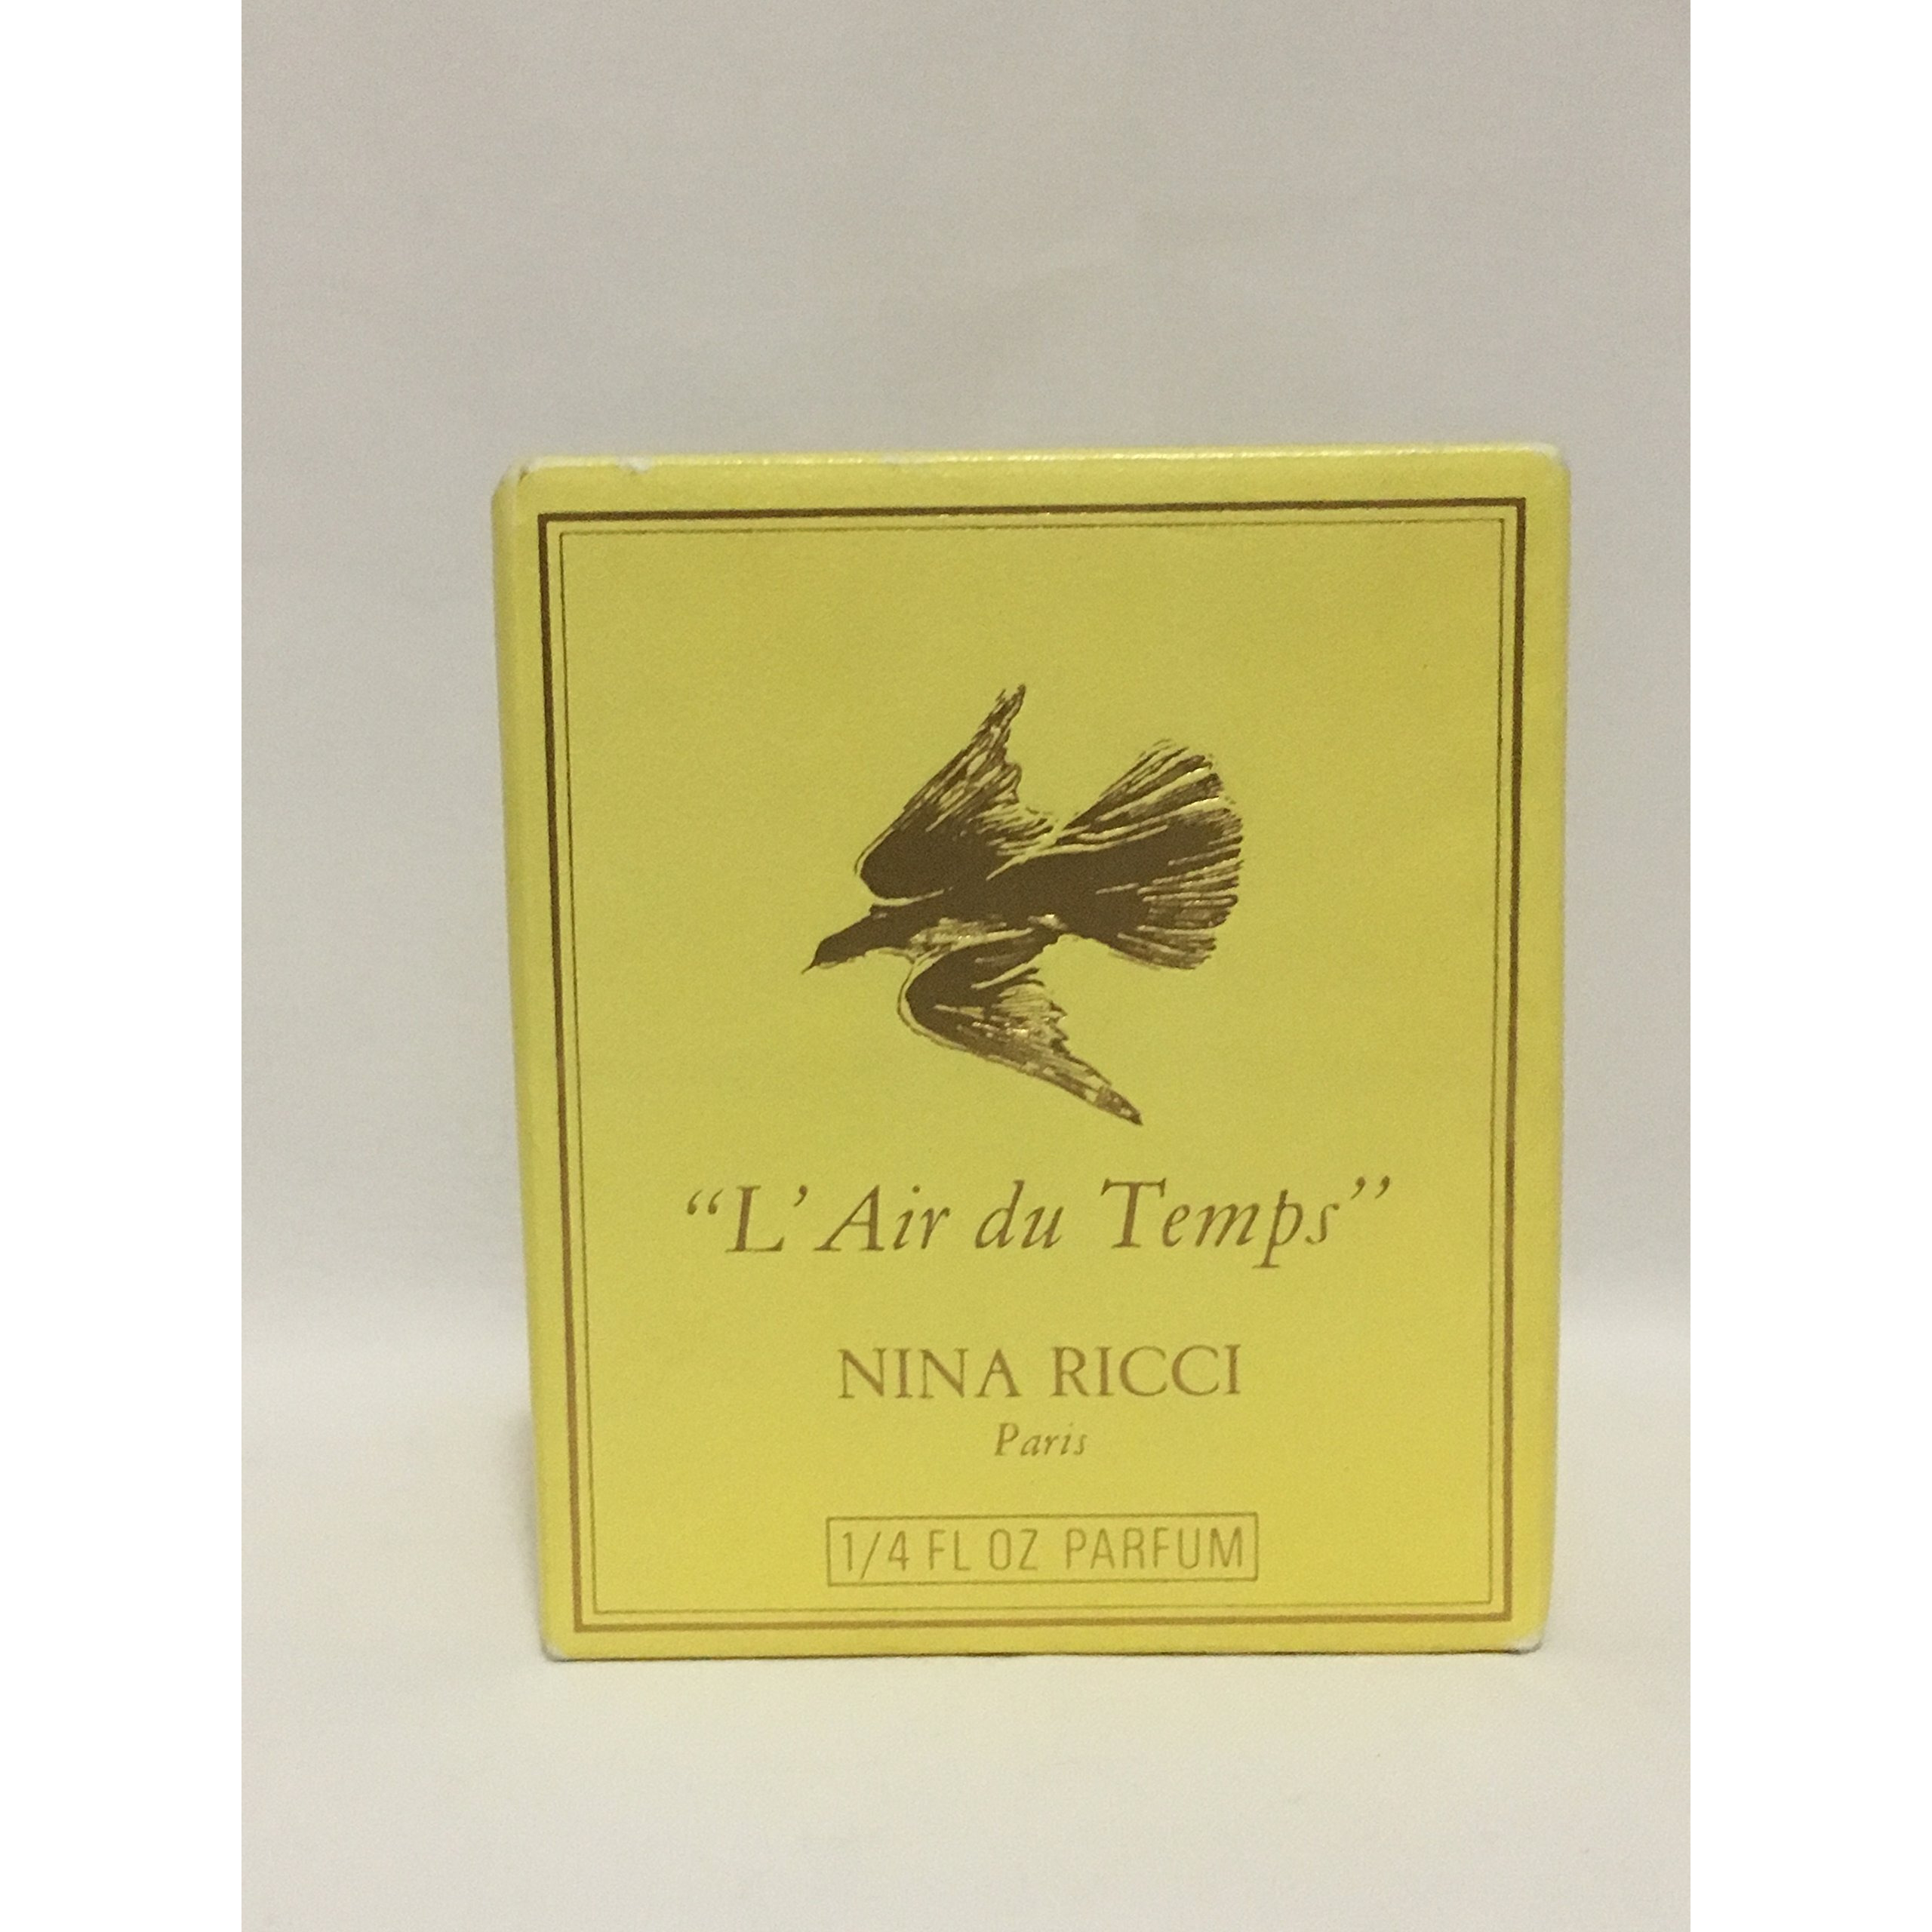 “L’Air du Temps”
NINA RICCI
Paris
1/4 FL OZ PARFUM